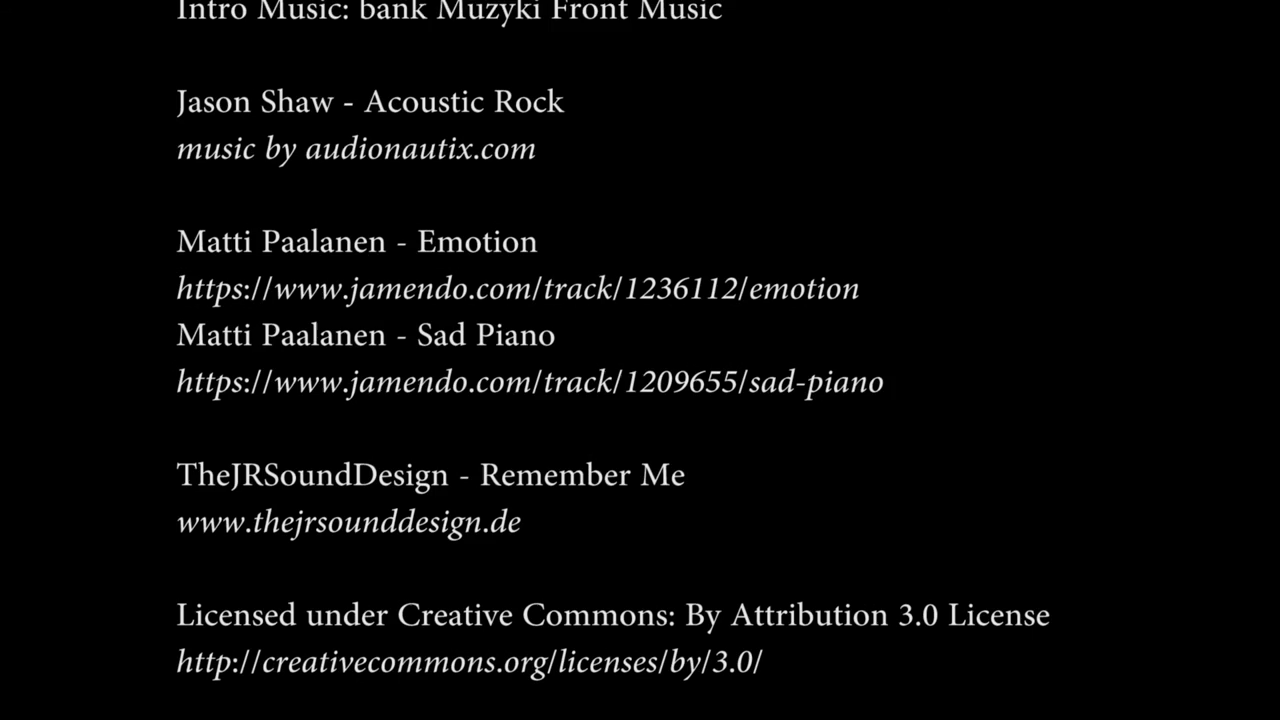 Intro Music: bank Muzyki Front Music
Jason Shaw - Acoustic Rock
music by audionautix.com
Matti Paalanen - Emotion
https://www.jamendo.com/track/1236112/emotion
Matti Paalanen - Sad Piano
https://www.jamendo.com/track/1209655/sad-piano
TheJRSoundDesign - Remember Me
www.thejrsounddesign.de
Licensed under Creative Commons: By Attribution 3.0 License
http://creativecommons.org/licenses/by/3.0/